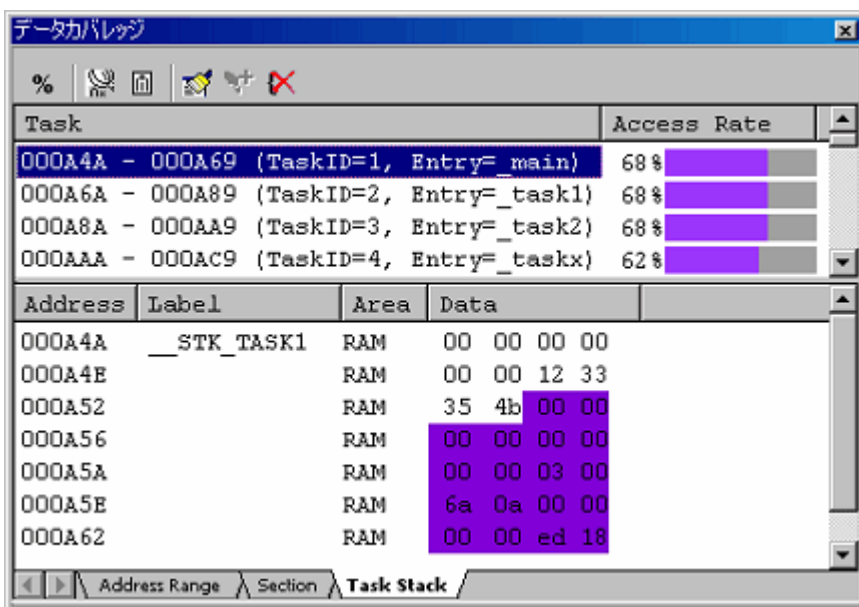 データカバレッジ
%
Task Access Rate
000A4A - 000A69 (TaskID=1, Entry=_main) 68%
000A6A - 000A89 (TaskID=2, Entry=_task1) 68%
000A8A - 000AA9 (TaskID=3, Entry=_task2) 68%
000AAA - 000AC9 (TaskID=4, Entry=_taskx) 62%
Address Label Area Data
000A4A __STK_TASK1 RAM 00 00 00 00
000A4E RAM 00 00 12 33
000A52 RAM 35 4b 00 00
000A56 RAM 00 00 00 00
000A5A RAM 00 00 03 00
000A5E RAM 6a 0a 00 00
000A62 RAM 00 00 ed 18
Address Range Section Task Stack